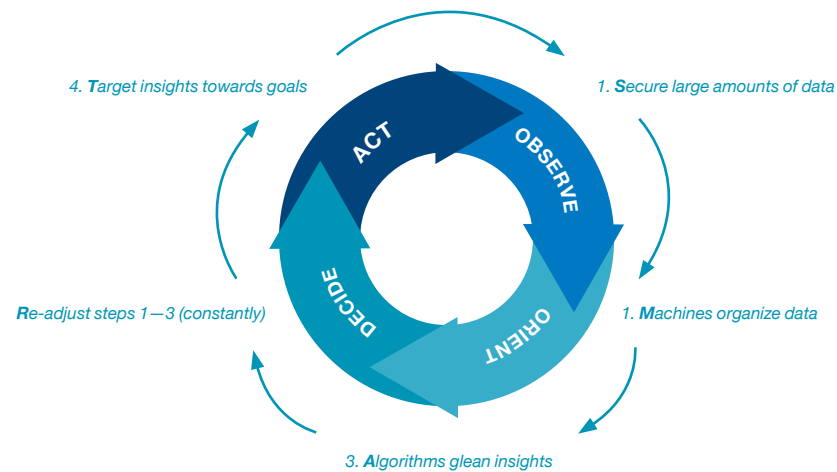 4. Target insights towards goals
1. Secure large amounts of data
ACT
OBSERVE
DECIDE
ORIENT
Re-adjust steps 1—3 (constantly)
1. Machines organize data
3. Algorithms glean insights